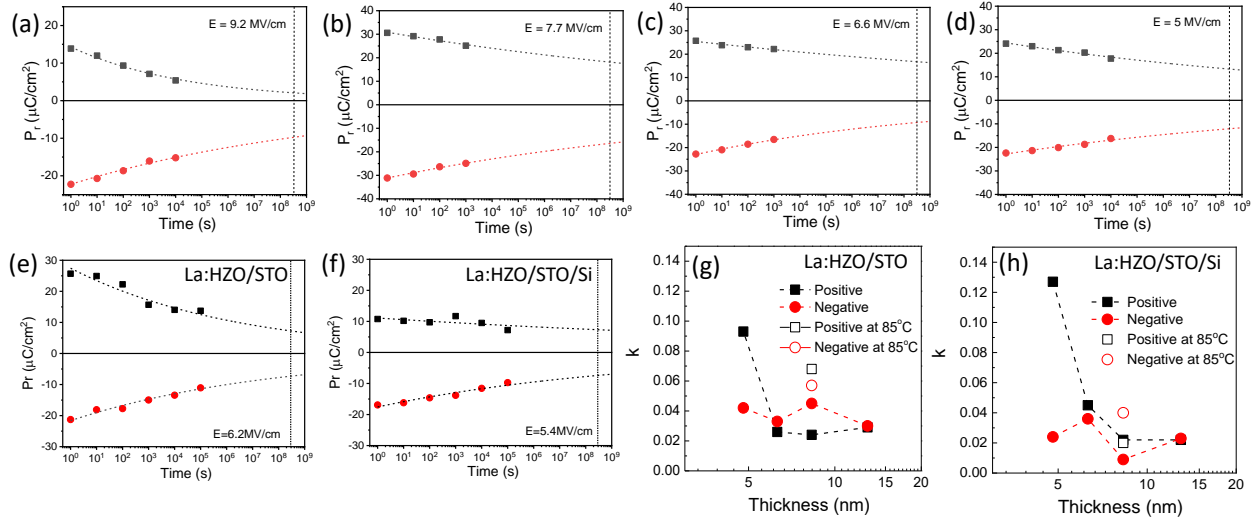 (a)
E = 9.2 MV/cm
20
10
0
-10
-20
Pr (μC/cm2)
10^0 10^1 10^2 10^3 10^4 10^5 10^6 10^7 10^8 10^9
Time (s)
(b)
E = 7.7 MV/cm
40
30
20
10
0
-10
-20
-30
-40
Pr (μC/cm2)
10^0 10^1 10^2 10^3 10^4 10^5 10^6 10^7 10^8 10^9
Time (s)
(c)
E = 6.6 MV/cm
40
30
20
10
0
-10
-20
-30
-40
Pr (μC/cm2)
10^0 10^1 10^2 10^3 10^4 10^5 10^6 10^7 10^8 10^9
Time (s)
(d)
E = 5 MV/cm
40
30
20
10
0
-10
-20
-30
-40
Pr (μC/cm2)
10^0 10^1 10^2 10^3 10^4 10^5 10^6 10^7 10^8 10^9
Time (s)
(e)
La:HZO/STO
30
20
10
0
-10
-20
-30
Pr (μC/cm2)
E=6.2MV/cm
10^0 10^1 10^2 10^3 10^4 10^5 10^6 10^7 10^8 10^9
Time (s)
(f)
La:HZO/STO/Si
30
20
10
0
-10
-20
-30
Pr (μC/cm2)
E=5.4MV/cm
10^0 10^1 10^2 10^3 10^4 10^5 10^6 10^7 10^8 10^9
Time (s)
(g)
La:HZO/STO
Positive
Negative
Positive at 85°C
Negative at 85°C
0.14
0.12
0.10
0.08
0.06
0.04
0.02
0.00
k
5 10 15 20
Thickness (nm)
(h)
La:HZO/STO/Si
Positive
Negative
Positive at 85°C
Negative at 85°C
0.14
0.12
0.10
0.08
0.06
0.04
0.02
0.00
k
5 10 15 20
Thickness (nm)